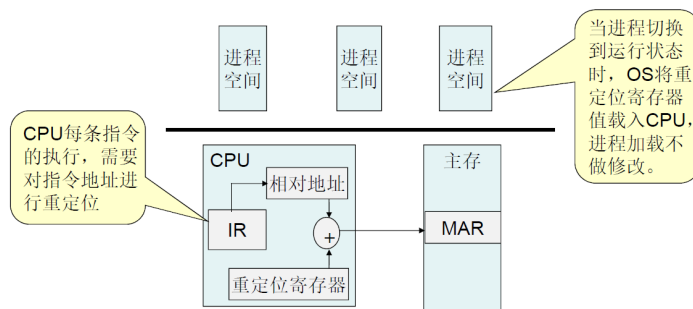 进程
空间
进程
空间
进程
空间
当进程切换
到运行状态
时，OS将重
定位寄存器
值载入CPU，
进程加载不
做修改。
CPU每条指令
的执行，需要
对指令地址进
行重定位
CPU
相对地址
IR
+
重定位寄存器
主存
MAR